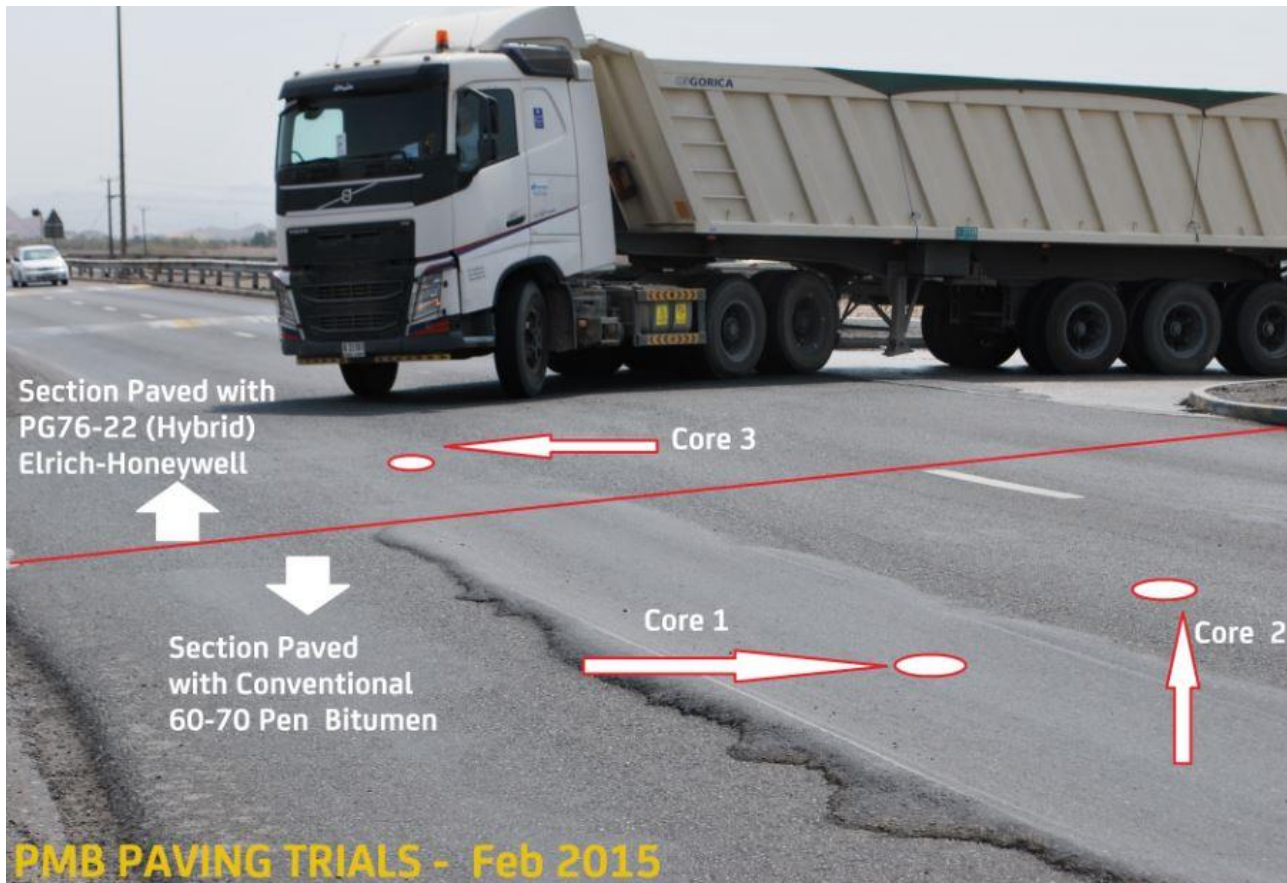 GORICA
VOLVO
Section Paved with
PG76-22 (Hybrid)
Elrich-Honeywell
Core 3
Core 1
Core 2
Section Paved
with Conventional
60-70 Pen Bitumen
PMB PAVING TRIALS - Feb 2015